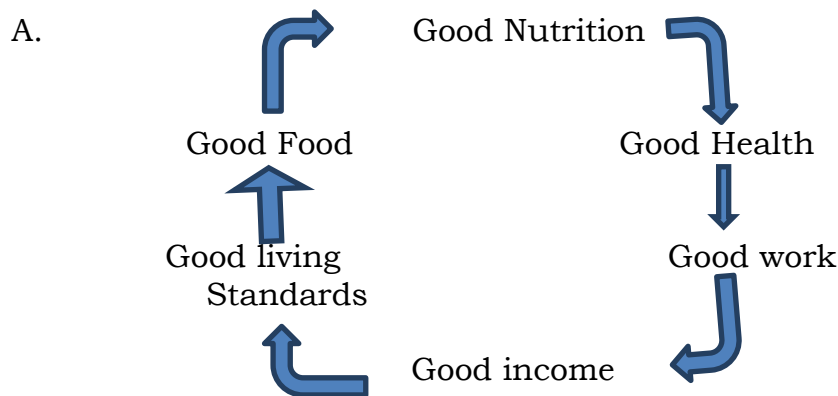 A.
Good Nutrition
Good Food
Good Health
Good living
Standards
Good work
Good income